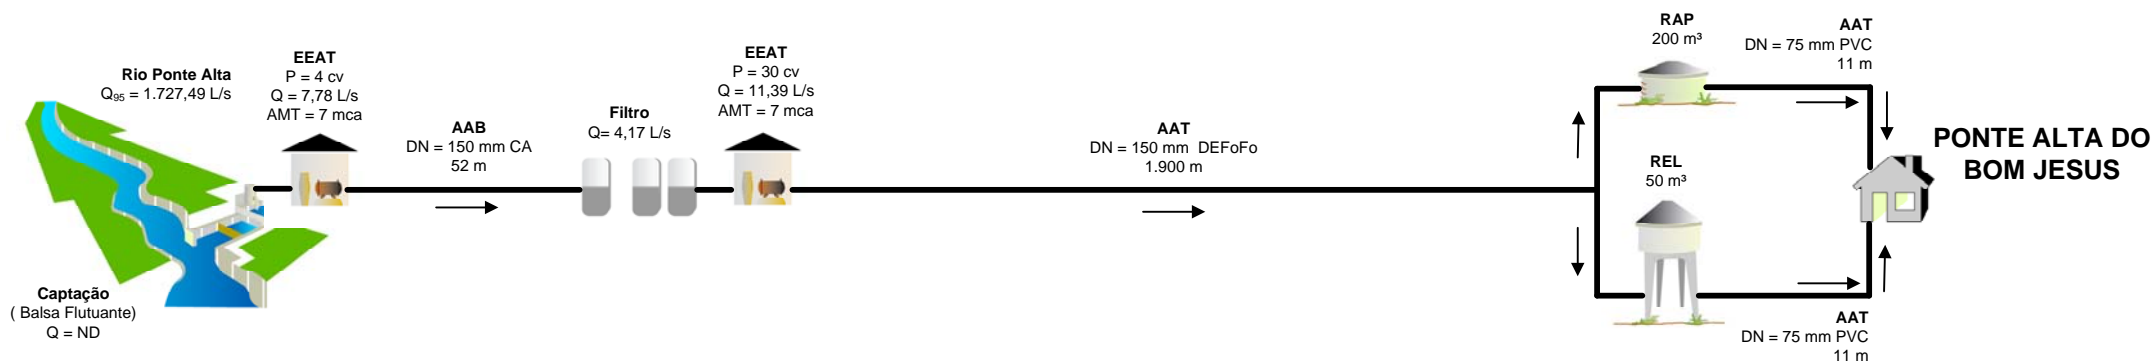 Rio Ponte Alta
Q₉₅ = 1.727,49 L/s
EEAT
P = 4 cv
Q = 7,78 L/s
AMT = 7 mca
AAB
DN = 150 mm CA
52 m
Filtro
Q= 4,17 L/s
EEAT
P = 30 cv
Q = 11,39 L/s
AMT = 7 mca
AAT
DN = 150 mm DEFoFo
1.900 m
RAP
200 m³
AAT
DN = 75 mm PVC
11 m
REL
50 m³
PONTE ALTA DO
BOM JESUS
AAT
DN = 75 mm PVC
11 m
Captação
( Balsa Flutuante)
Q = ND